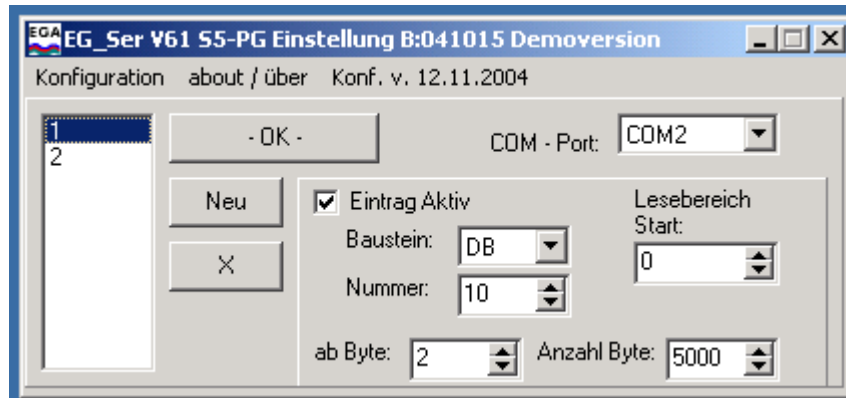 EGA EG_Ser V61 S5-PG Einstellung B:041015 Demoversion
Konfiguration about / über Konf. v. 12.11.2004
1
2
- OK -
COM - Port: COM2
Neu
X
Eintrag Aktiv
Baustein: DB
Nummer: 10
Lesebereich
Start:
0
ab Byte: 2
Anzahl Byte: 5000